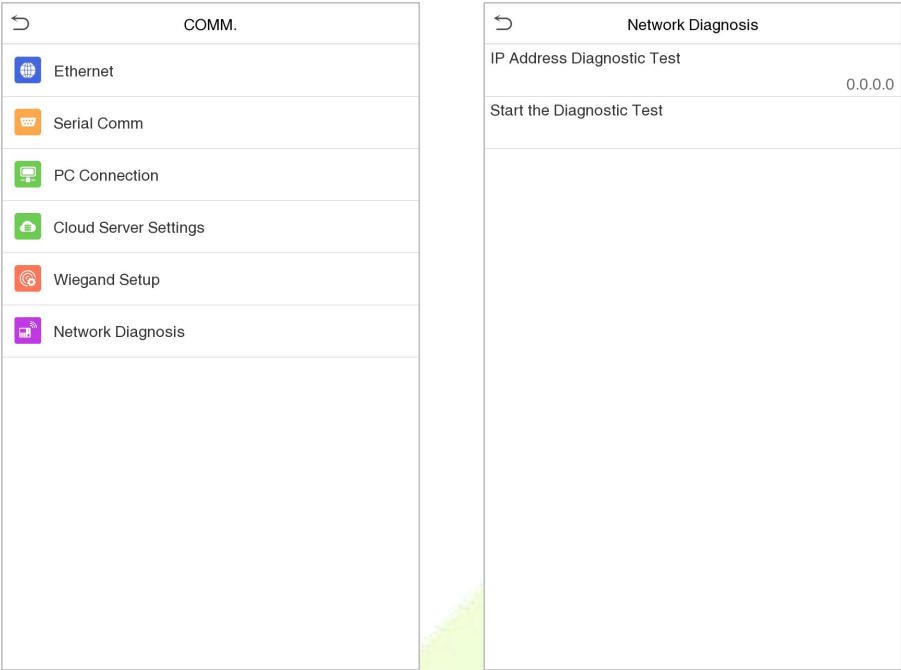 COMM.
Ethernet
Serial Comm
PC Connection
Cloud Server Settings
Wiegand Setup
Network Diagnosis
Network Diagnosis
IP Address Diagnostic Test
0.0.0.0
Start the Diagnostic Test